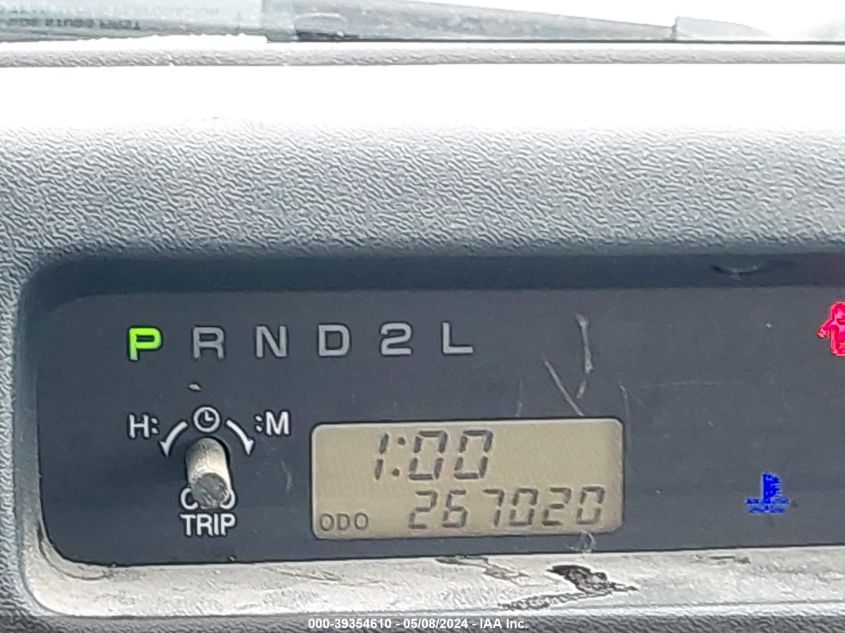 P R N D 2 L
H: :M
1:00
ODO 267020
TRIP
000-39354610 - 05/08/2024 - IAA Inc.